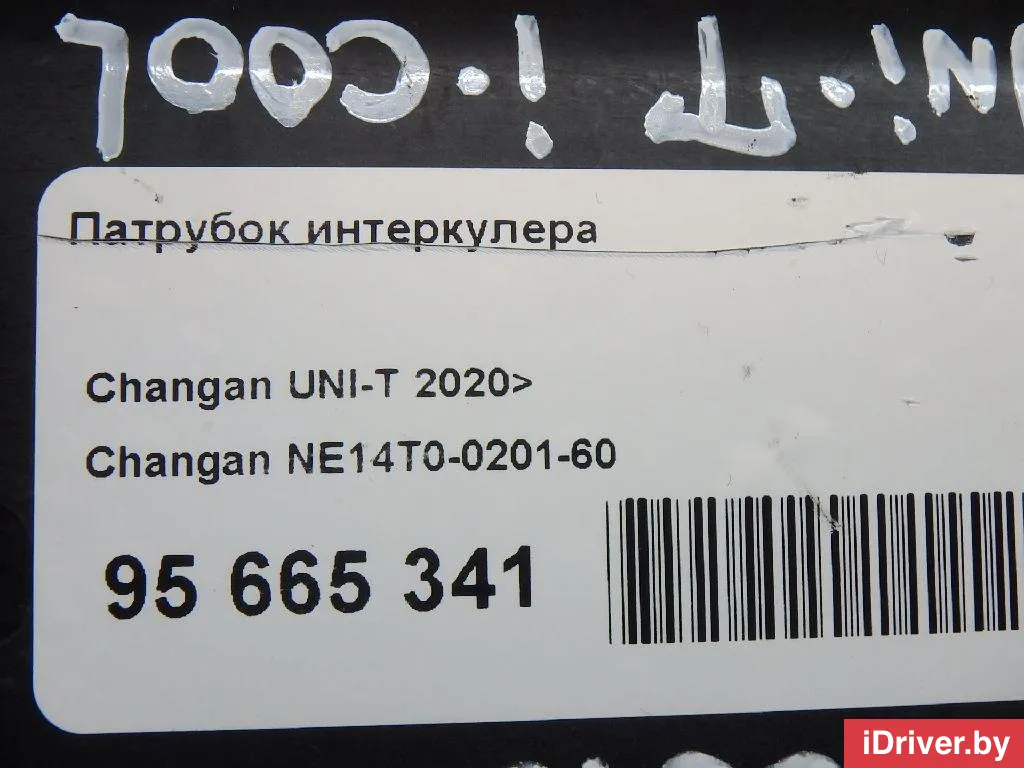 Патрубок интеркулера
Changan UNI-T 2020>
Changan NE14T0-0201-60
95 665 341
iDriver.by